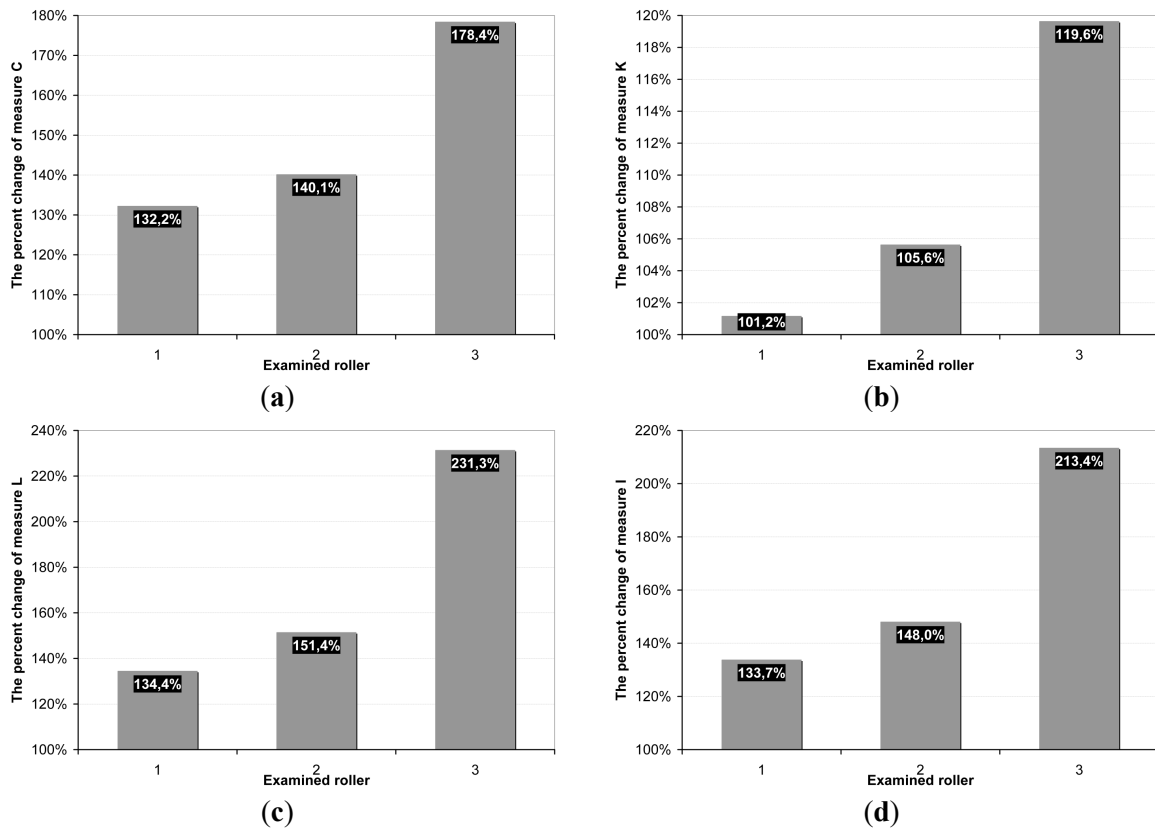 The percent change of measure C
180%
170%
160%
150%
140%
130%
120%
110%
100%
132,2%
140,1%
178,4%
1 2 3
Examined roller
(a)
The percent change of measure K
120%
118%
116%
114%
112%
110%
108%
106%
104%
102%
100%
101,2%
105,6%
119,6%
1 2 3
Examined roller
(b)
The percent change of measure L
240%
220%
200%
180%
160%
140%
120%
100%
134,4%
151,4%
231,3%
1 2 3
Examined roller
(c)
The percent change of measure I
220%
200%
180%
160%
140%
120%
100%
133,7%
148,0%
213,4%
1 2 3
Examined roller
(d)